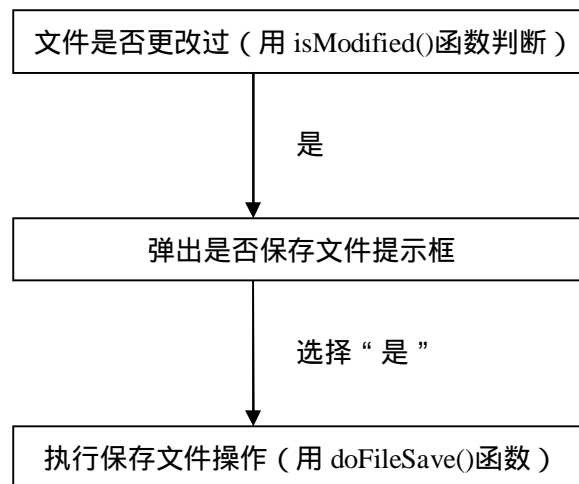 文件是否更改过（用 isModified()函数判断）
是
弹出是否保存文件提示框
选择“是”
执行保存文件操作（用 doFileSave()函数）